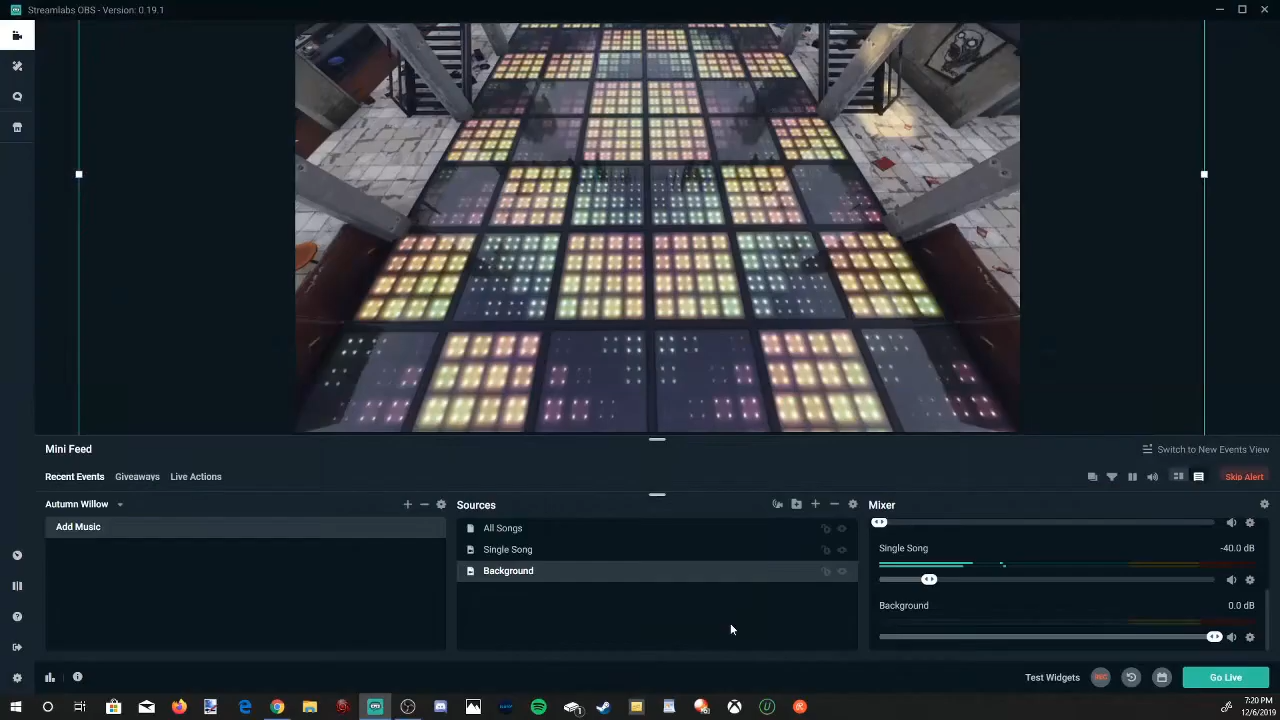 Streamlabs OBS - Version: 0.19.1
Mini Feed
Switch to New Events View
Recent Events
Giveaways
Live Actions
Skip Alert
Autumn Willow
Add Music
Sources
All Songs
Single Song
Background
Mixer
Single Song
-40.0 dB
Background
0.0 dB
Test Widgets
REC
Go Live
7:20 PM
12/6/2019